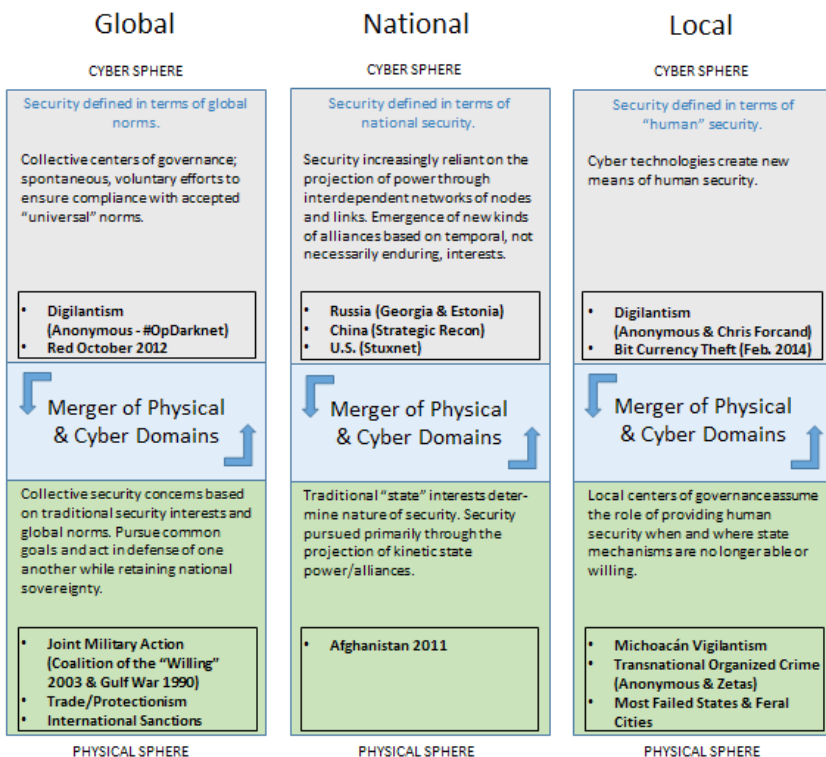 Global
CYBER SPHERE
Security defined in terms of global
norms.
Collective centers of governance;
spontaneous, voluntary efforts to
ensure compliance with accepted
“universal” norms.
• Digilantism
(Anonymous - #OpDarknet)
• Red October 2012
Merger of Physical
& Cyber Domains
Collective security concerns based
on traditional security interests and
global norms. Pursue common
goals and act in defense of one
another while retaining national
sovereignty.
• Joint Military Action
(Coalition of the “Willing”
2003 & Gulf War 1990)
• Trade/Protectionism
• International Sanctions
PHYSICAL SPHERE
National
CYBER SPHERE
Security defined in terms of
national security.
Security increasingly reliant on the
projection of power through
interdependent networks of nodes
and links. Emergence of new kinds
of alliances based on temporal, not
necessarily enduring, interests.
• Russia (Georgia & Estonia)
• China (Strategic Recon)
• U.S. (Stuxnet)
Merger of Physical
& Cyber Domains
Traditional “state” interests deter-
mine nature of security. Security
pursued primarily through the
projection of kinetic state
power/alliances.
• Afghanistan 2011
PHYSICAL SPHERE
Local
CYBER SPHERE
Security defined in terms of
“human” security.
Cyber technologies create new
means of human security.
• Digilantism
(Anonymous & Chris Forcand)
• Bit Currency Theft (Feb. 2014)
Merger of Physical
& Cyber Domains
Local centers of governance assume
the role of providing human
security when and where state
mechanisms are no longer able or
willing.
• Michoacán Vigilantism
• Transnational Organized Crime
(Anonymous & Zetas)
• Most Failed States & Feral
Cities
PHYSICAL SPHERE